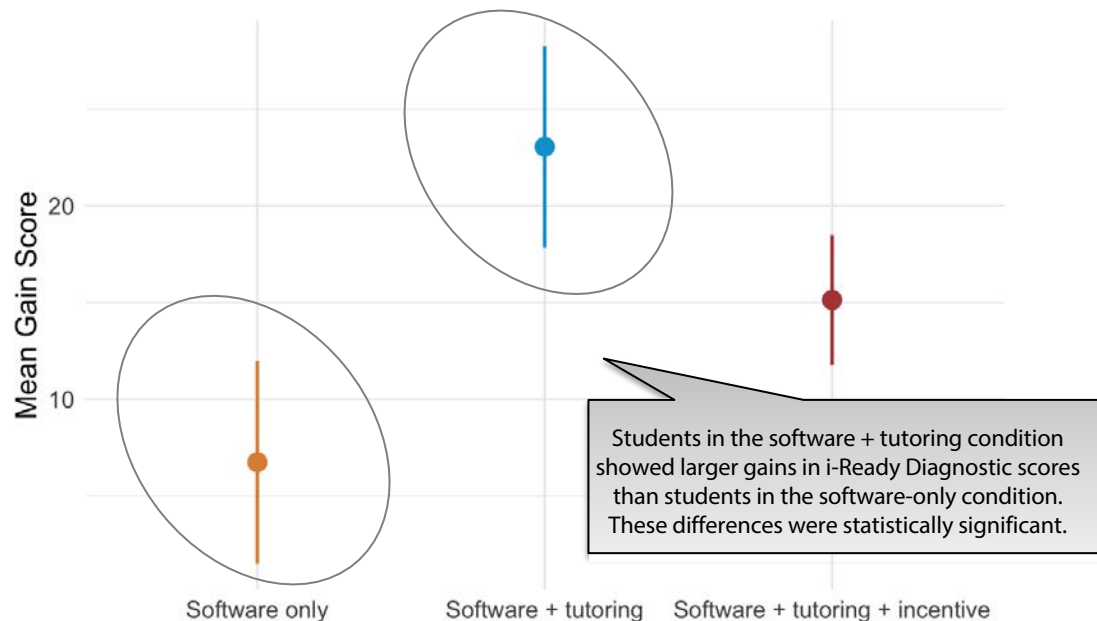 Mean Gain Score
20
10
Students in the software + tutoring condition
showed larger gains in i-Ready Diagnostic scores
than students in the software-only condition.
These differences were statistically significant.
Software only
Software + tutoring
Software + tutoring + incentive